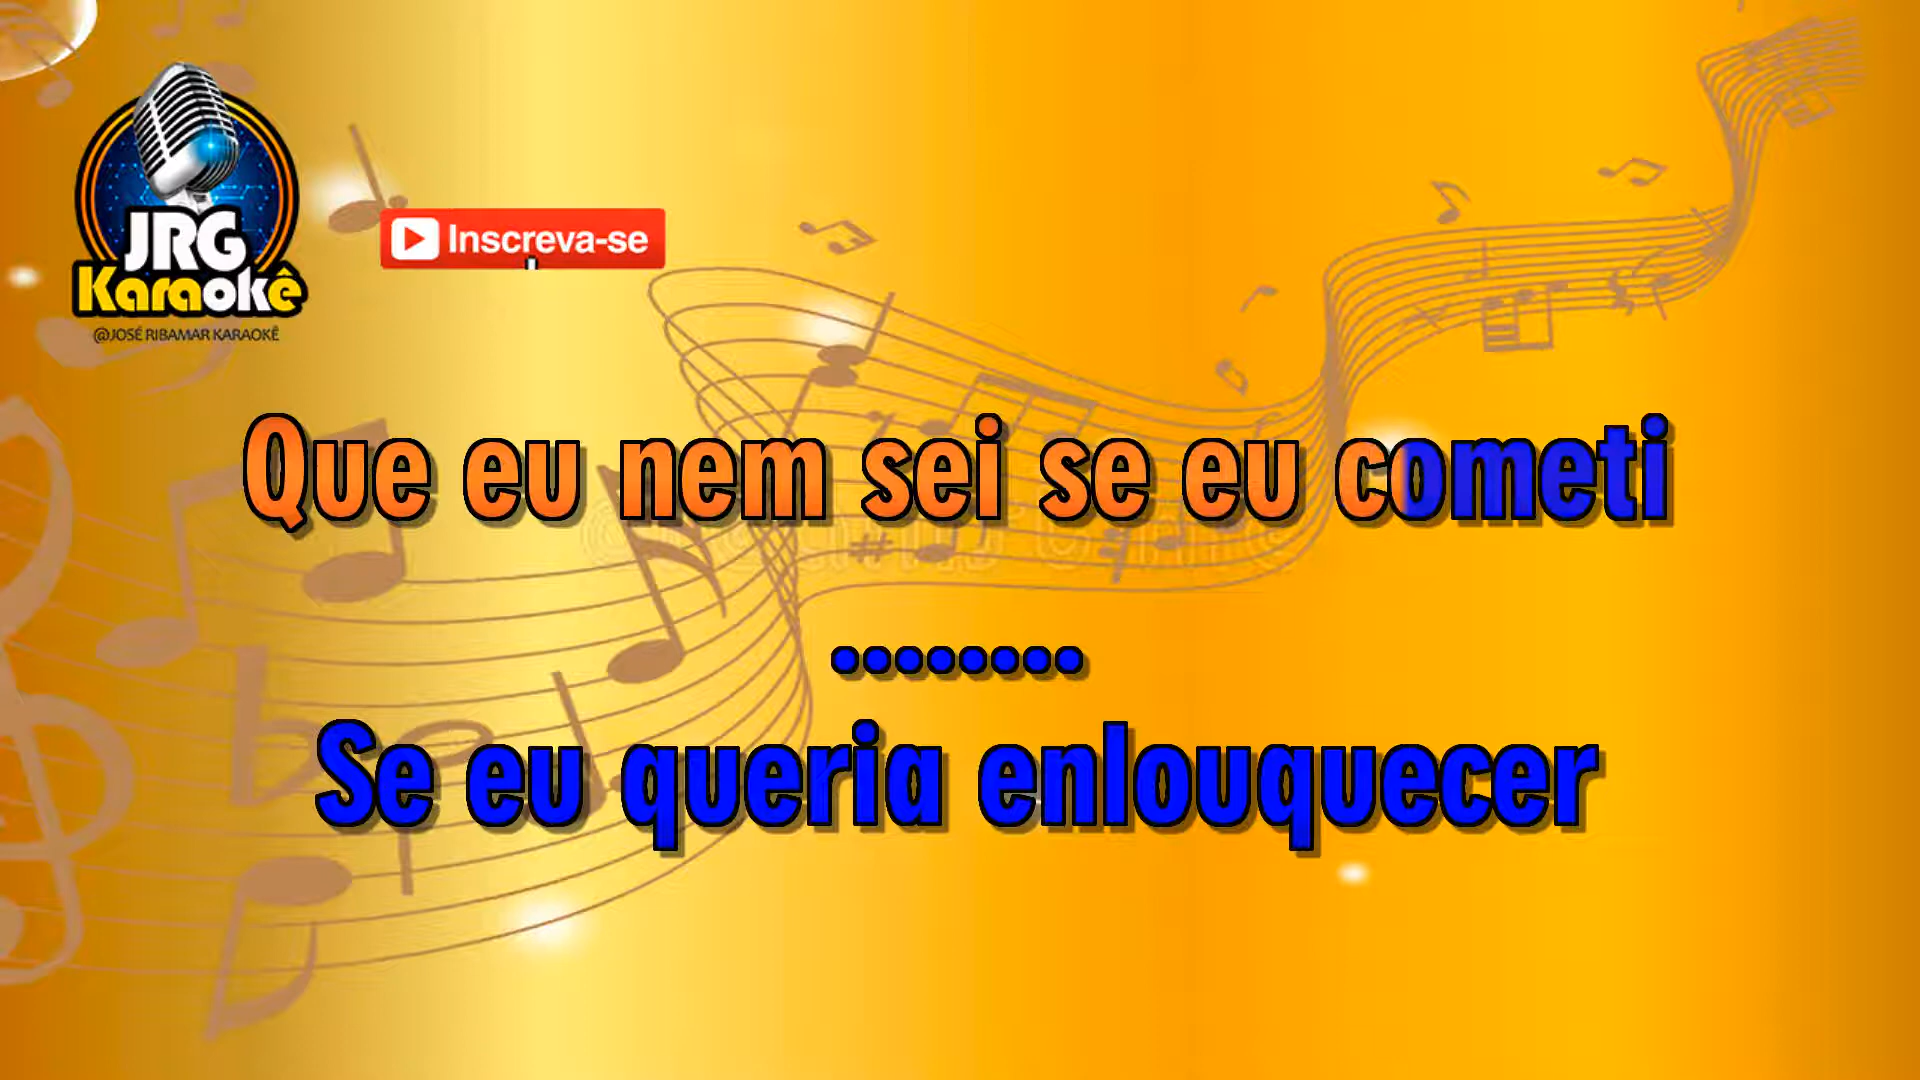 JRG
Karaokê
@JOSÉ RIBAMAR KARAOKÊ
Inscreva-se
Que eu nem sei se eu cometi
........
Se eu queria enlouquecer